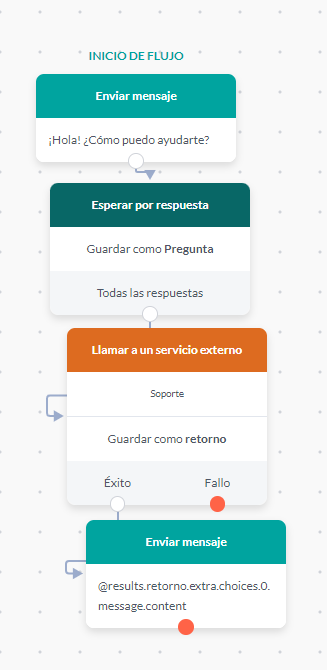 INICIO DE FLUJO
Enviar mensaje
¡Hola! ¿Cómo puedo ayudarte?
Esperar por respuesta
Guardar como Pregunta
Todas las respuestas
Llamar a un servicio externo
Soporte
Guardar como retorno
Éxito Fallo
Enviar mensaje
@results.retorno.extra.choices.0.
message.content